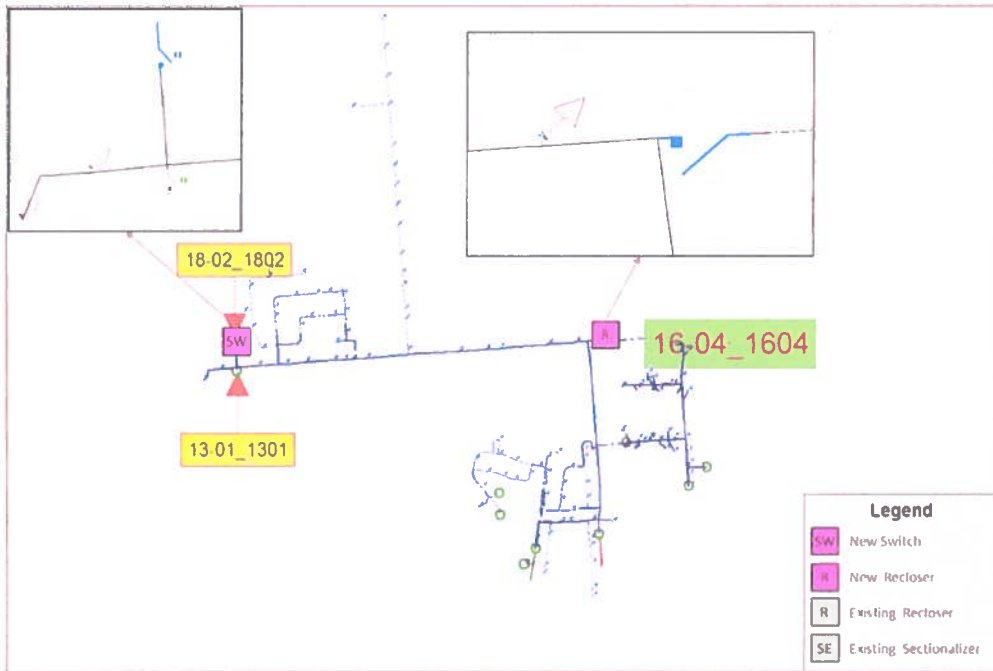 18-02_1802
SW
R
16-04_1604
13-01_1301
Legend
SW New Switch
R New Recloser
R Existing Recloser
SE Existing Sectionalizer